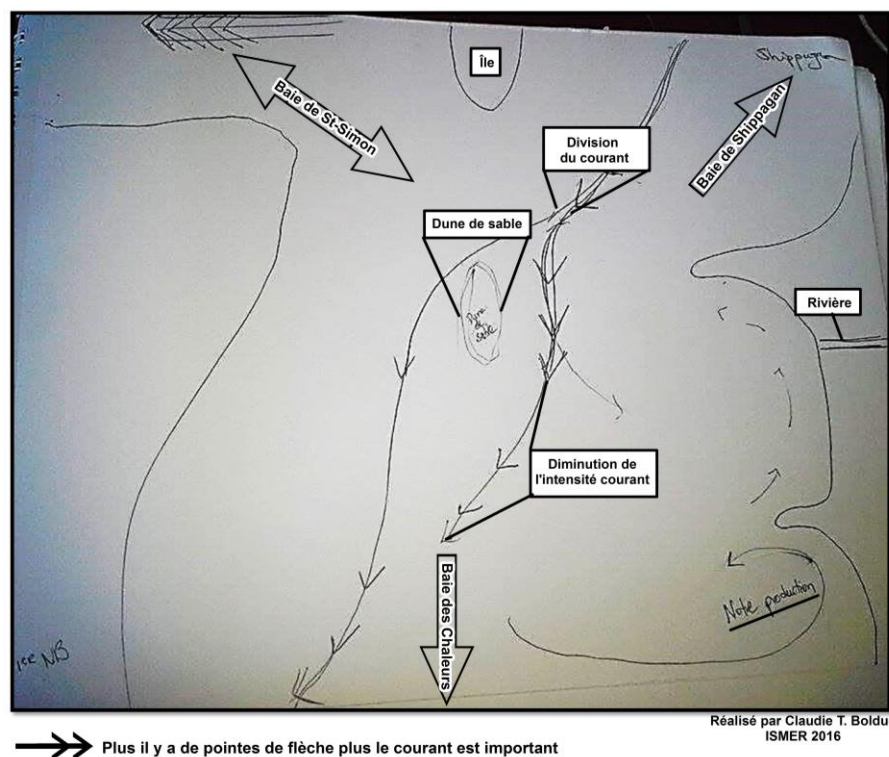 Shippagan
Île
Baie de St-Simon
Baie de Shippagan
Division
du courant
Dune de sable
Rivière
Dune
de
sable
Diminution de
l'intensité courant
Baie des Chaleurs
Notre production
NB
Réalisé par Claudie T. Boldu
ISMER 2016
Plus il y a de pointes de flèche plus le courant est important